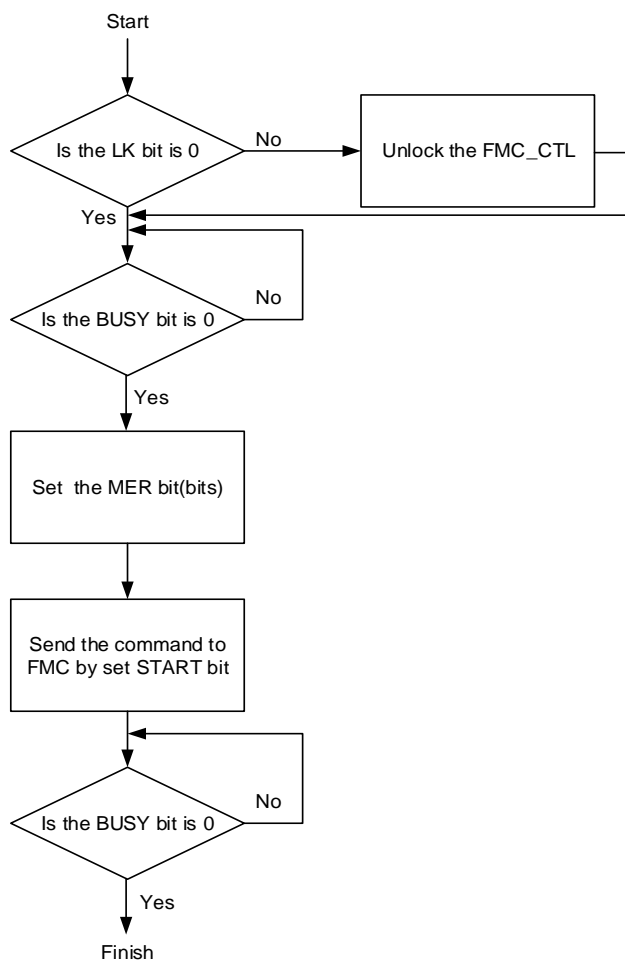 Start
Is the LK bit is 0
No
Unlock the FMC_CTL
Yes
Is the BUSY bit is 0
No
Yes
Set the MER bit(bits)
Send the command to
FMC by set START bit
Is the BUSY bit is 0
No
Yes
Finish